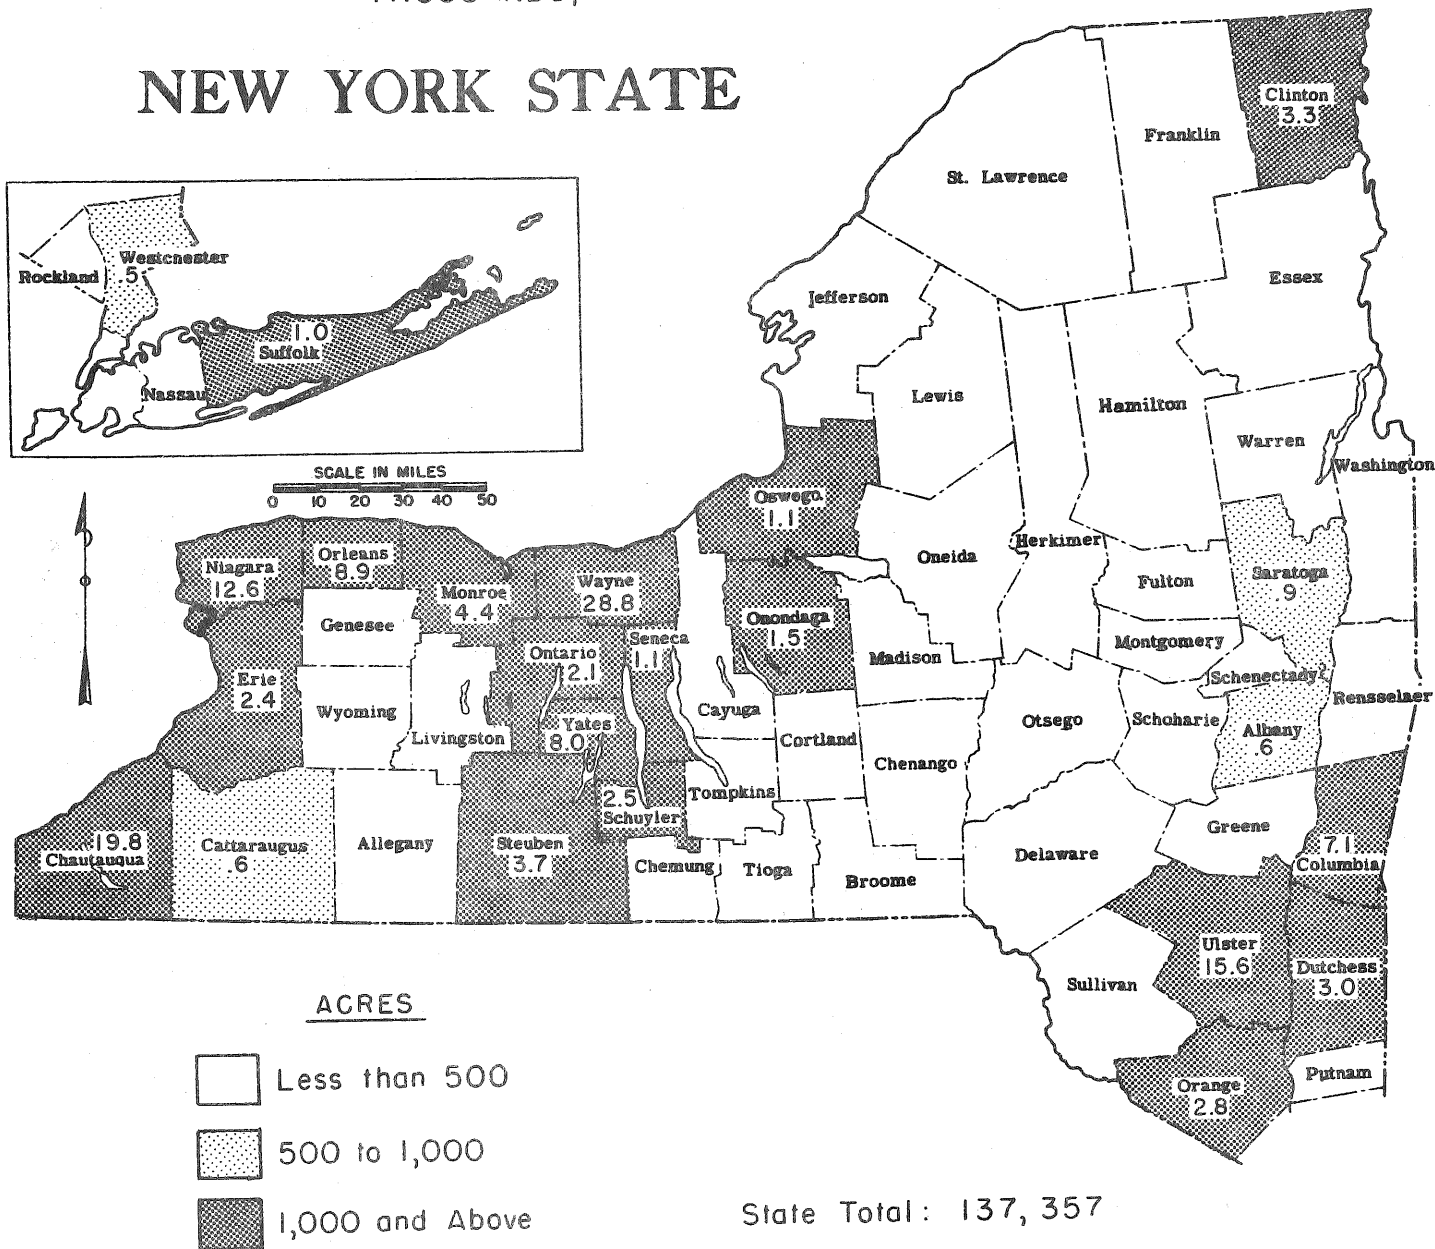 NEW YORK STATE
Clinton
3.3
Franklin
St. Lawrence
Westcnester
.5
Rockland
Essex
Jefferson
1.0
Suffolk
Nassau
Lewis
Hamilton
Warren
Washington
SCALE IN MILES
0 10 20 30 40 50
Oswego
1.1
Oneida
Herkimer
Niagara
12.6
Orleans
8.9
Monroe
4.4
Wayne
28.8
Fulton
Saratoga
.9
Genesee
Onondaga
1.5
Seneca
1.1
Ontario
2.1
Madison
Montgomery
Schenectady
Rensselaer
Erie
2.4
Wyoming
Livingston
Yates
8.0
Cayuga
Cortland
Chenango
Otsego
Schoharie
Albany
.6
2.5
Schuyler
Tompkins
19.8
Chautauqua
Cattaraugus
.6
Allegany
Steuben
3.7
Chemung
Tioga
Broome
Delaware
Greene
7.1
Columbia
Ulster
15.6
Dutchess
3.0
Sullivan
Orange
2.8
Putnam
ACRES
Less than 500
500 to 1,000
1,000 and Above
State Total: 137,357